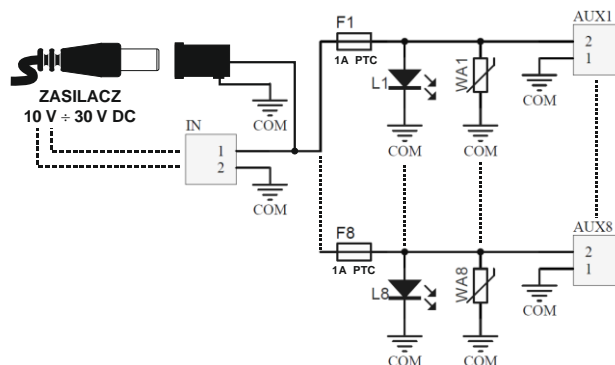 AUX1
F1
2
1A PTC
1
L1
WA1
COM
ZASILACZ
10 V ÷ 30 V DC
COM
IN
1
2
COM
COM
COM
AUX8
F8
2
1A PTC
1
L8
WA8
COM
COM
COM